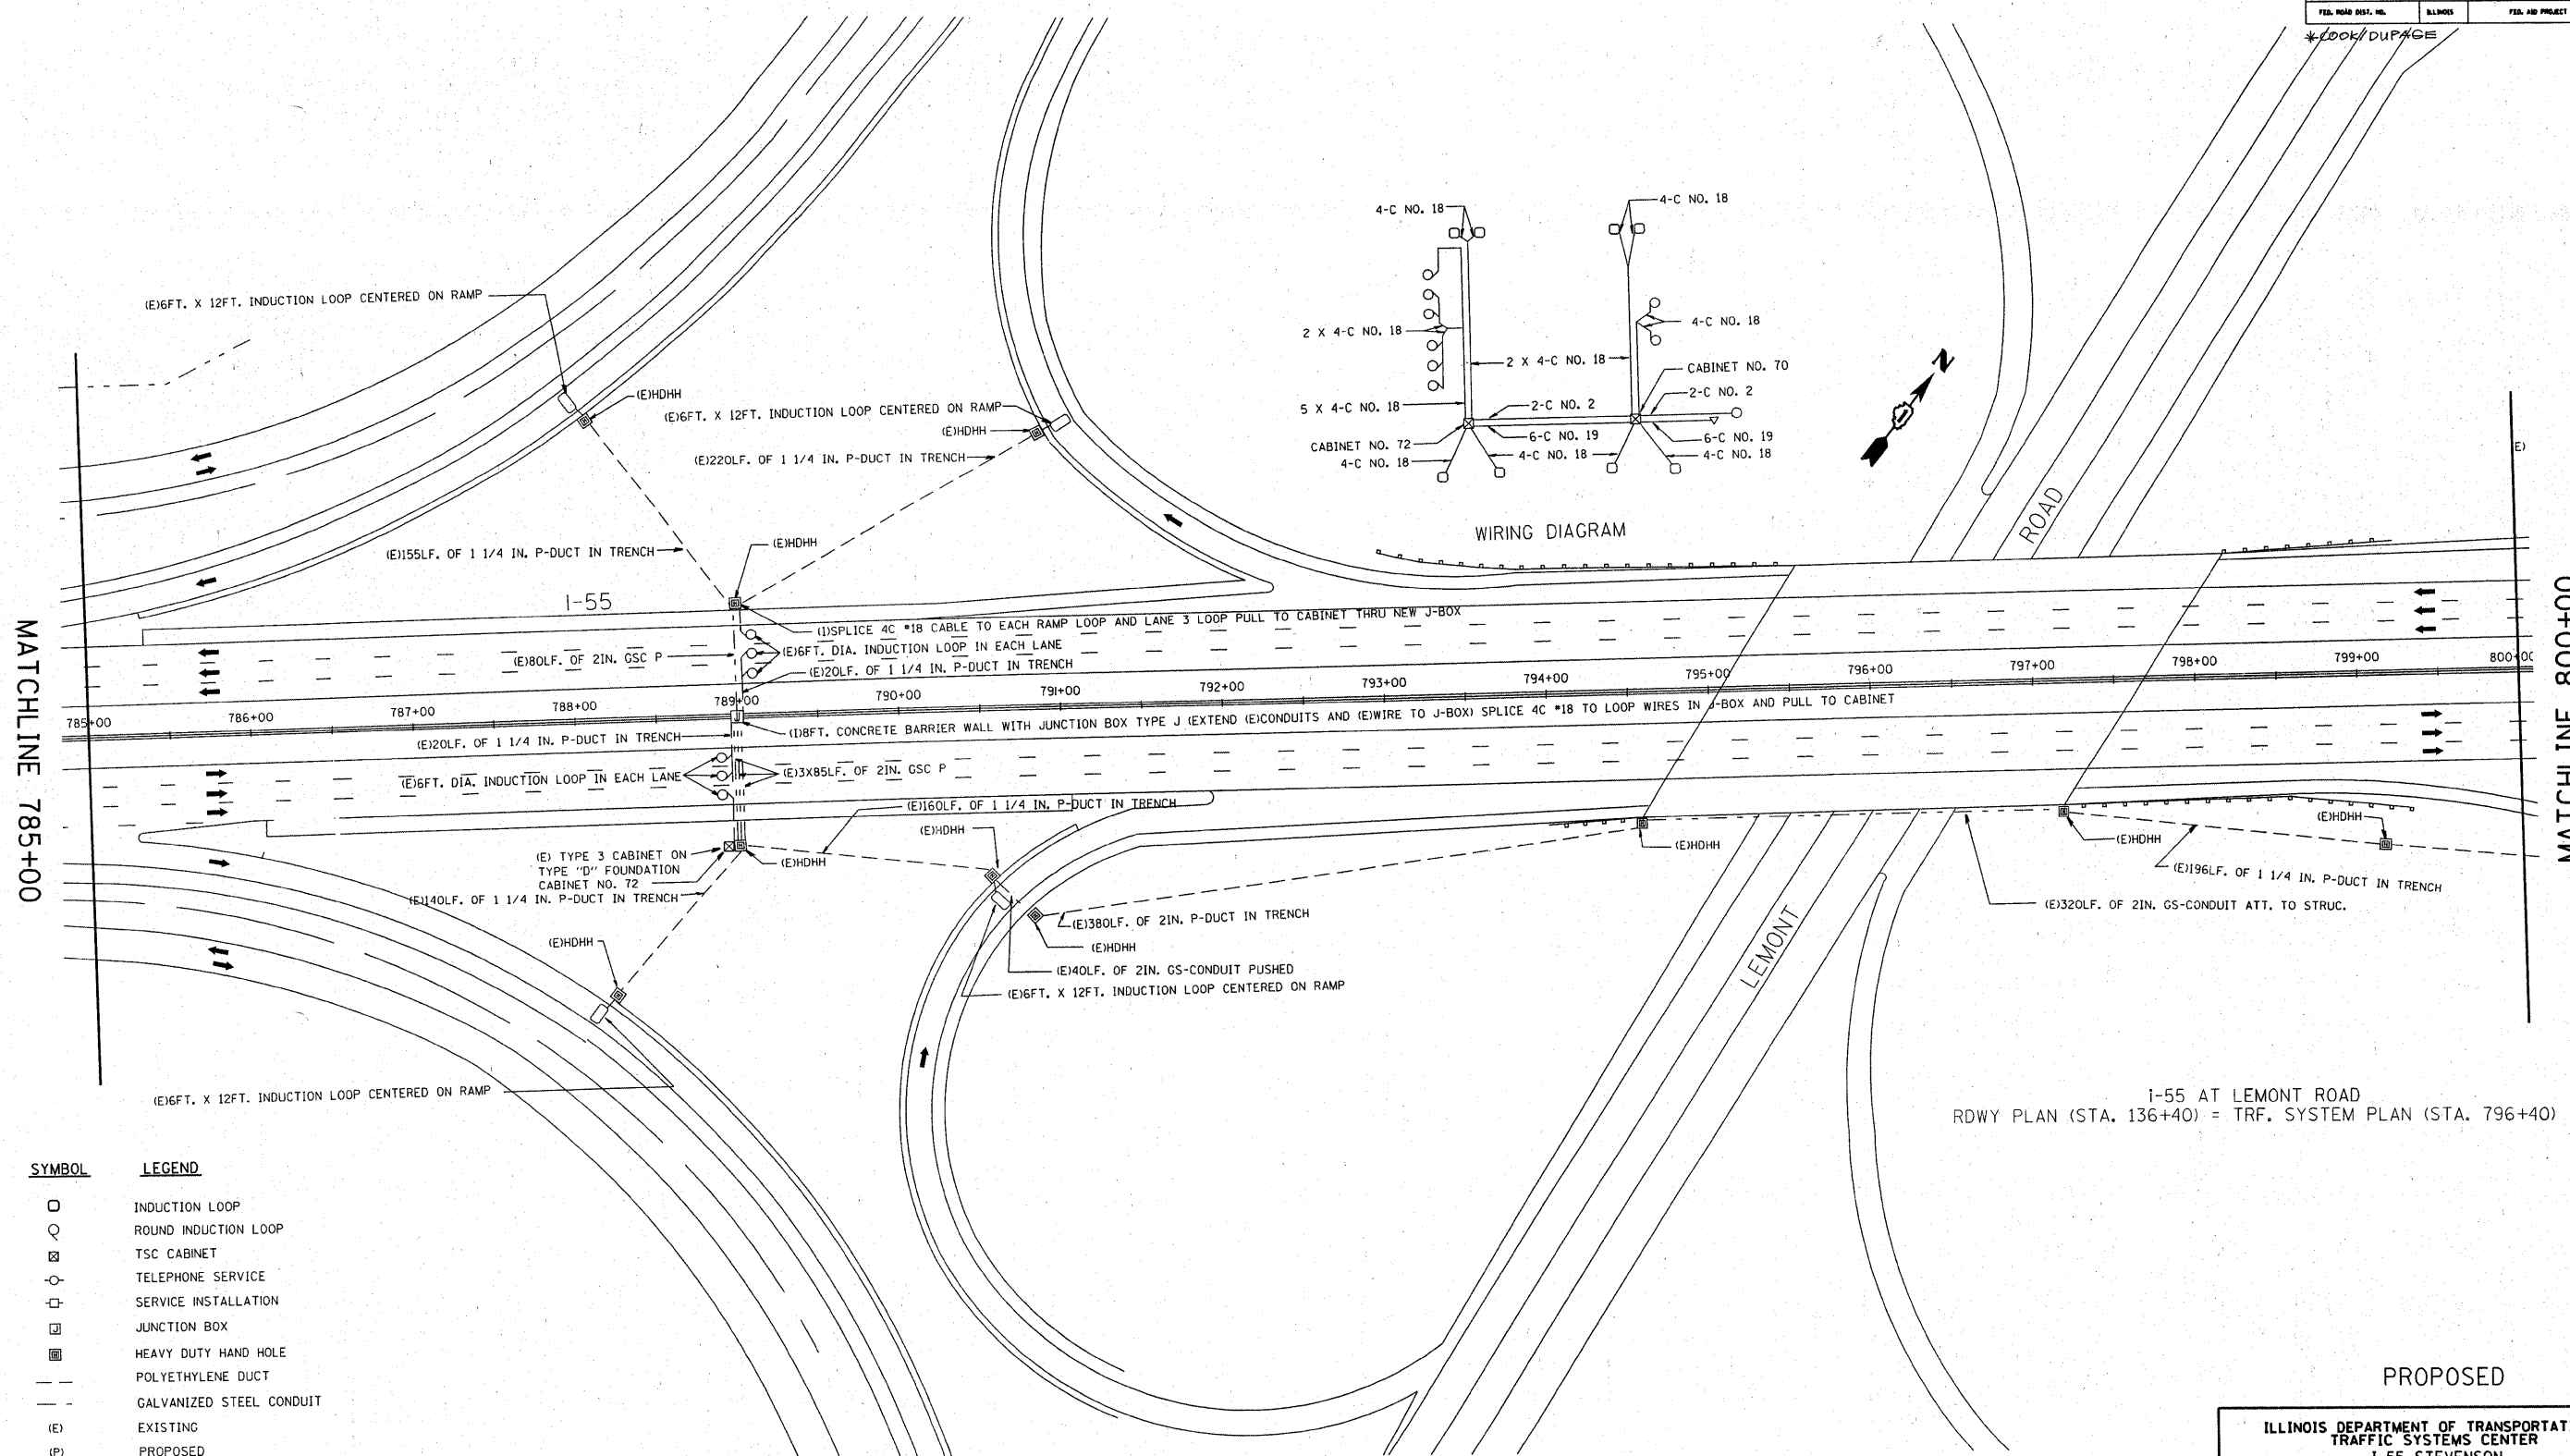 FED. ROAD DIST. NO. ILLINOIS FED. AID PROJECT
*COOK/DUPAGE
4-C NO. 18
4-C NO. 18
2 X 4-C NO. 18
4-C NO. 18
2 X 4-C NO. 18
CABINET NO. 70
2-C NO. 2
5 X 4-C NO. 18
2-C NO. 2
6-C NO. 19
6-C NO. 19
CABINET NO. 72
4-C NO. 18
4-C NO. 18
4-C NO. 18
WIRING DIAGRAM
N
(E)6FT. X 12FT. INDUCTION LOOP CENTERED ON RAMP
(E)HDHH
(E)6FT. X 12FT. INDUCTION LOOP CENTERED ON RAMP
(E)HDHH
(E)220LF. OF 1 1/4 IN. P-DUCT IN TRENCH
(E)155LF. OF 1 1/4 IN. P-DUCT IN TRENCH
(E)HDHH
I-55
ROAD
(E)
(I)SPLICE 4C #18 CABLE TO EACH RAMP LOOP AND LANE 3 LOOP PULL TO CABINET THRU NEW J-BOX
(E)80LF. OF 2IN. GSC P
(E)6FT. DIA. INDUCTION LOOP IN EACH LANE
(E)20LF. OF 1 1/4 IN. P-DUCT IN TRENCH
785+00 786+00 787+00 788+00 789+00 790+00 791+00 792+00 793+00 794+00 795+00 796+00 797+00 798+00 799+00 800+00
J
(I)8FT. CONCRETE BARRIER WALL WITH JUNCTION BOX TYPE J (EXTEND (E)CONDUITS AND (E)WIRE TO J-BOX) SPLICE 4C #18 TO LOOP WIRES IN J-BOX AND PULL TO CABINET
(E)20LF. OF 1 1/4 IN. P-DUCT IN TRENCH
(E)6FT. DIA. INDUCTION LOOP IN EACH LANE
(E)3X85LF. OF 2IN. GSC P
(E)160LF. OF 1 1/4 IN. P-DUCT IN TRENCH
(E)HDHH
(E) TYPE 3 CABINET ON
TYPE "D" FOUNDATION
CABINET NO. 72
(E)HDHH
(E)140LF. OF 1 1/4 IN. P-DUCT IN TRENCH
(E)HDHH
(E)HDHH
(E)HDHH
(E)196LF. OF 1 1/4 IN. P-DUCT IN TRENCH
(E)320LF. OF 2IN. GS-CONDUIT ATT. TO STRUC.
(E)380LF. OF 2IN. P-DUCT IN TRENCH
(E)HDHH
(E)HDHH
(E)40LF. OF 2IN. GS-CONDUIT PUSHED
(E)6FT. X 12FT. INDUCTION LOOP CENTERED ON RAMP
LEMONT
(E)6FT. X 12FT. INDUCTION LOOP CENTERED ON RAMP
MATCHLINE 785+00
MATCHLINE 800+00
i-55 AT LEMONT ROAD
RDWY PLAN (STA. 136+40) = TRF. SYSTEM PLAN (STA. 796+40)
SYMBOL LEGEND
INDUCTION LOOP
ROUND INDUCTION LOOP
TSC CABINET
TELEPHONE SERVICE
SERVICE INSTALLATION
J JUNCTION BOX
HEAVY DUTY HAND HOLE
POLYETHYLENE DUCT
GALVANIZED STEEL CONDUIT
(E) EXISTING
(P) PROPOSED
PROPOSED
ILLINOIS DEPARTMENT OF TRANSPORTAT
TRAFFIC SYSTEMS CENTER
I-55 STEVENSON